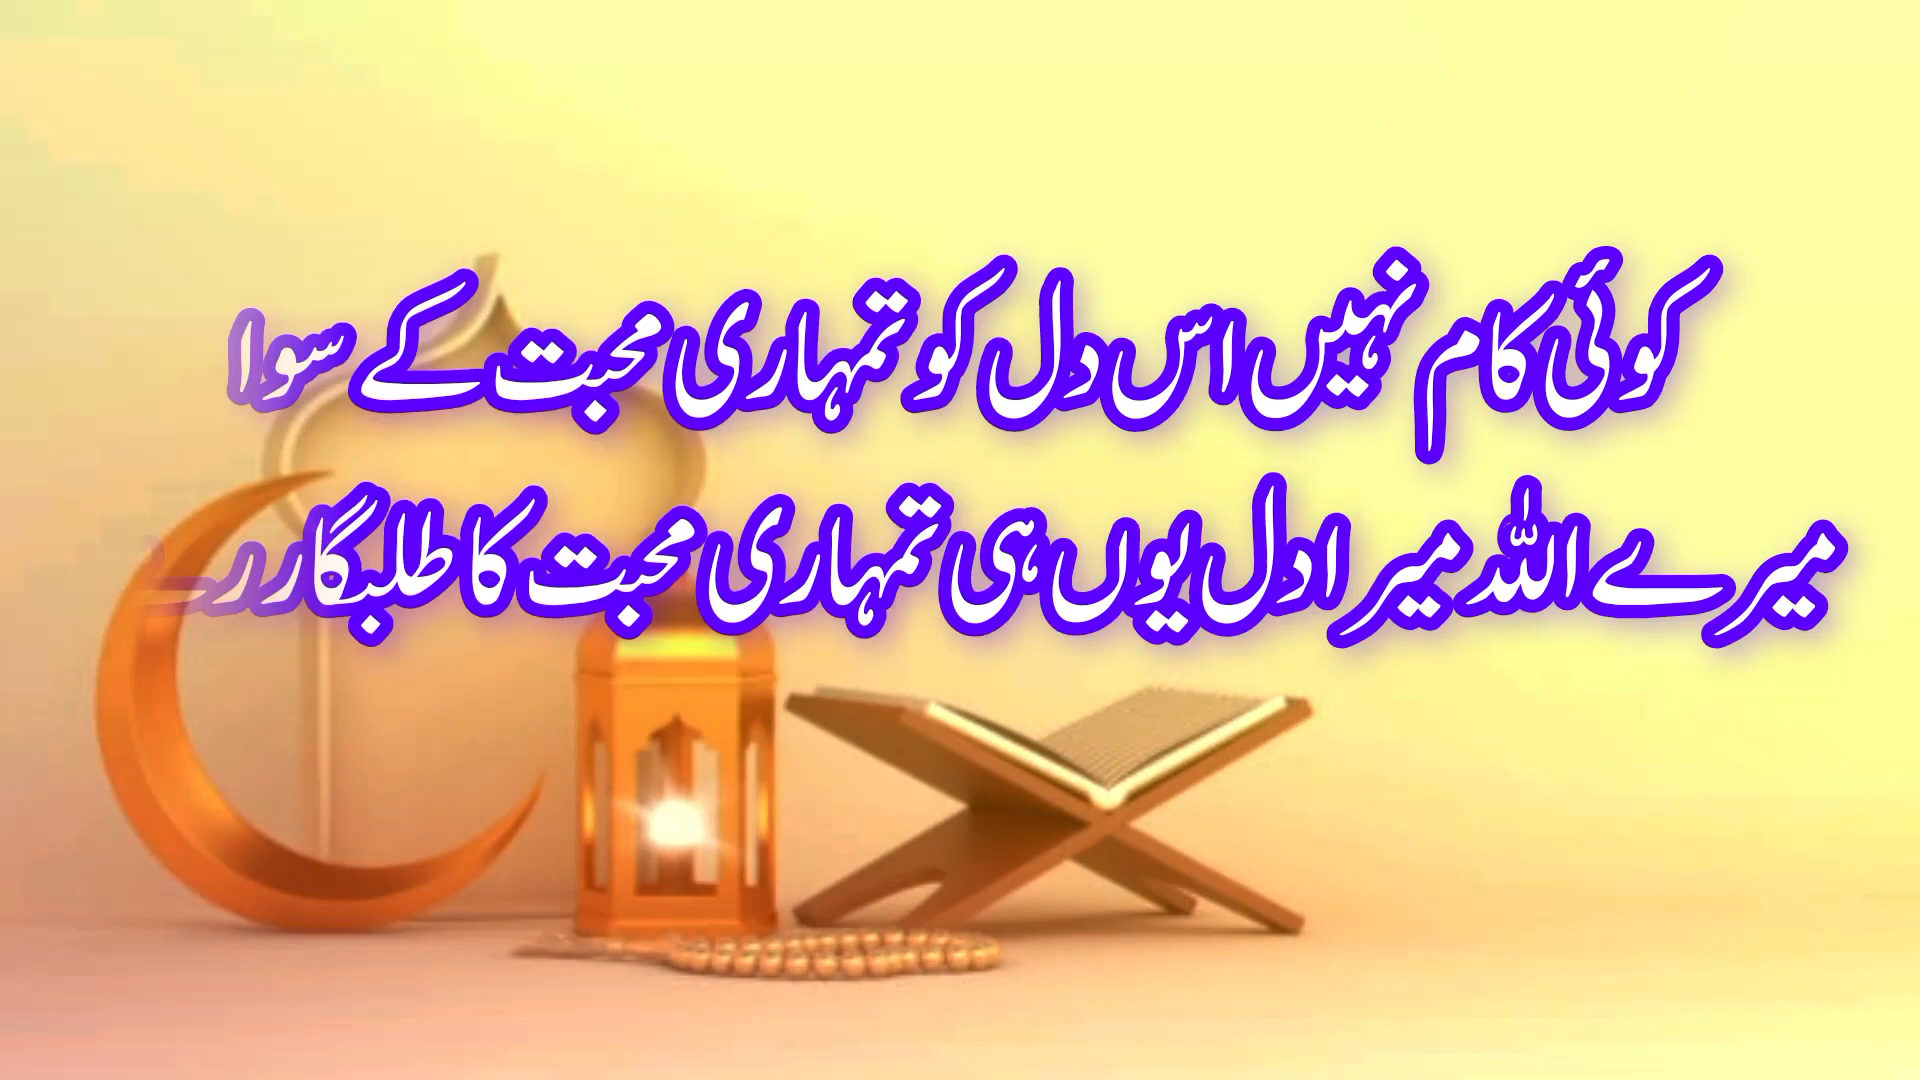 کوئی کام نہیں اسّ دل کو تمہاری محبت کے سوا
میرے اللہ میرا دل یوں ہی تمہاری محبت کا طلبگار رہے